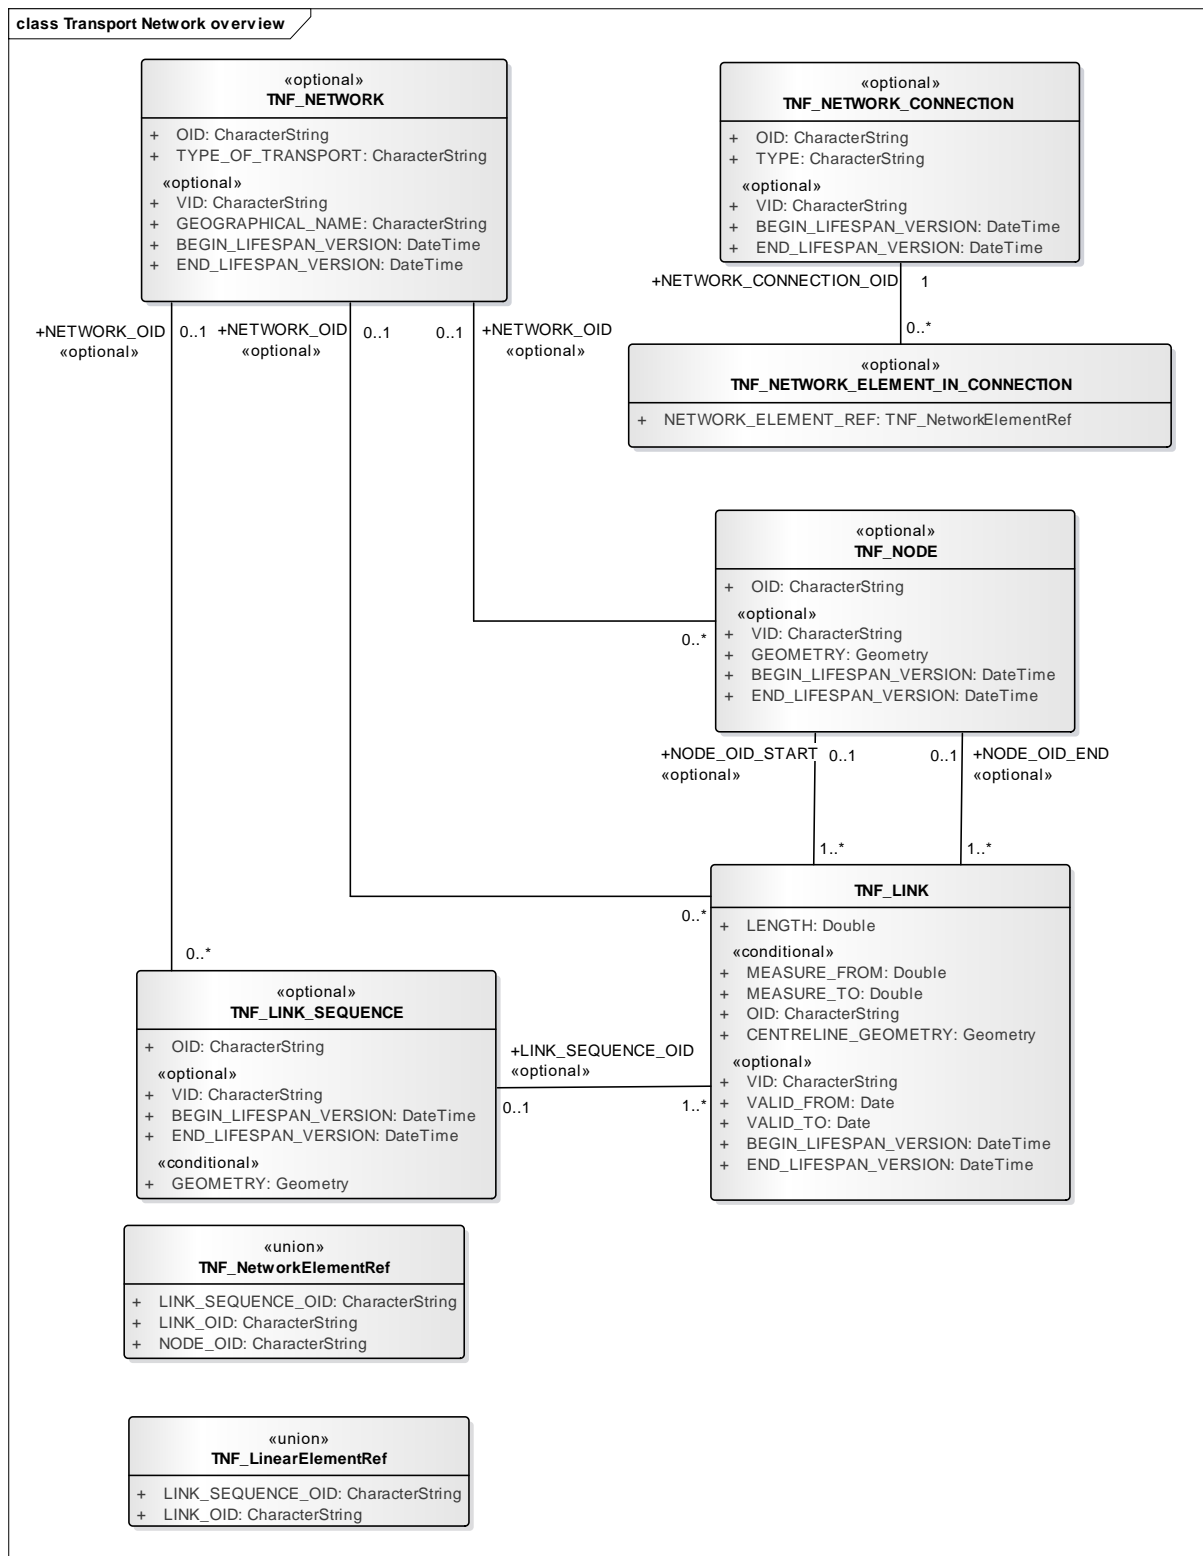 class Transport Network overview
«optional»
TNF_NETWORK
+ OID: CharacterString
+ TYPE_OF_TRANSPORT: CharacterString
«optional»
+ VID: CharacterString
+ GEOGRAPHICAL_NAME: CharacterString
+ BEGIN_LIFESPAN_VERSION: DateTime
+ END_LIFESPAN_VERSION: DateTime
«optional»
TNF_NETWORK_CONNECTION
+ OID: CharacterString
+ TYPE: CharacterString
«optional»
+ VID: CharacterString
+ BEGIN_LIFESPAN_VERSION: DateTime
+ END_LIFESPAN_VERSION: DateTime
+NETWORK_CONNECTION_OID 1
0..*
+NETWORK_OID 0..1
«optional»
+NETWORK_OID 0..1
«optional»
0..1 +NETWORK_OID
«optional»
«optional»
TNF_NETWORK_ELEMENT_IN_CONNECTION
+ NETWORK_ELEMENT_REF: TNF_NetworkElementRef
«optional»
TNF_NODE
+ OID: CharacterString
«optional»
+ VID: CharacterString
+ GEOMETRY: Geometry
+ BEGIN_LIFESPAN_VERSION: DateTime
+ END_LIFESPAN_VERSION: DateTime
0..*
+NODE_OID_START 0..1
«optional»
0..1 +NODE_OID_END
«optional»
1..*
1..*
TNF_LINK
+ LENGTH: Double
«conditional»
+ MEASURE_FROM: Double
+ MEASURE_TO: Double
+ OID: CharacterString
+ CENTRELINE_GEOMETRY: Geometry
«optional»
+ VID: CharacterString
+ VALID_FROM: Date
+ VALID_TO: Date
+ BEGIN_LIFESPAN_VERSION: DateTime
+ END_LIFESPAN_VERSION: DateTime
0..*
0..*
«optional»
TNF_LINK_SEQUENCE
+ OID: CharacterString
«optional»
+ VID: CharacterString
+ BEGIN_LIFESPAN_VERSION: DateTime
+ END_LIFESPAN_VERSION: DateTime
«conditional»
+ GEOMETRY: Geometry
+LINK_SEQUENCE_OID
«optional»
0..1
1..*
«union»
TNF_NetworkElementRef
+ LINK_SEQUENCE_OID: CharacterString
+ LINK_OID: CharacterString
+ NODE_OID: CharacterString
«union»
TNF_LinearElementRef
+ LINK_SEQUENCE_OID: CharacterString
+ LINK_OID: CharacterString